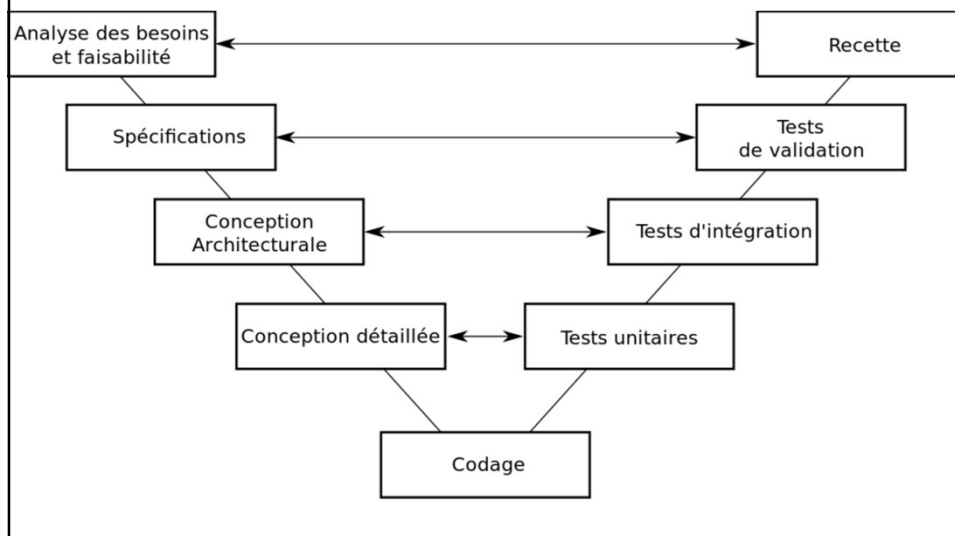 Analyse des besoins
et faisabilité
Recette
Spécifications
Tests
de validation
Conception
Architecturale
Tests d'intégration
Conception détaillée
Tests unitaires
Codage